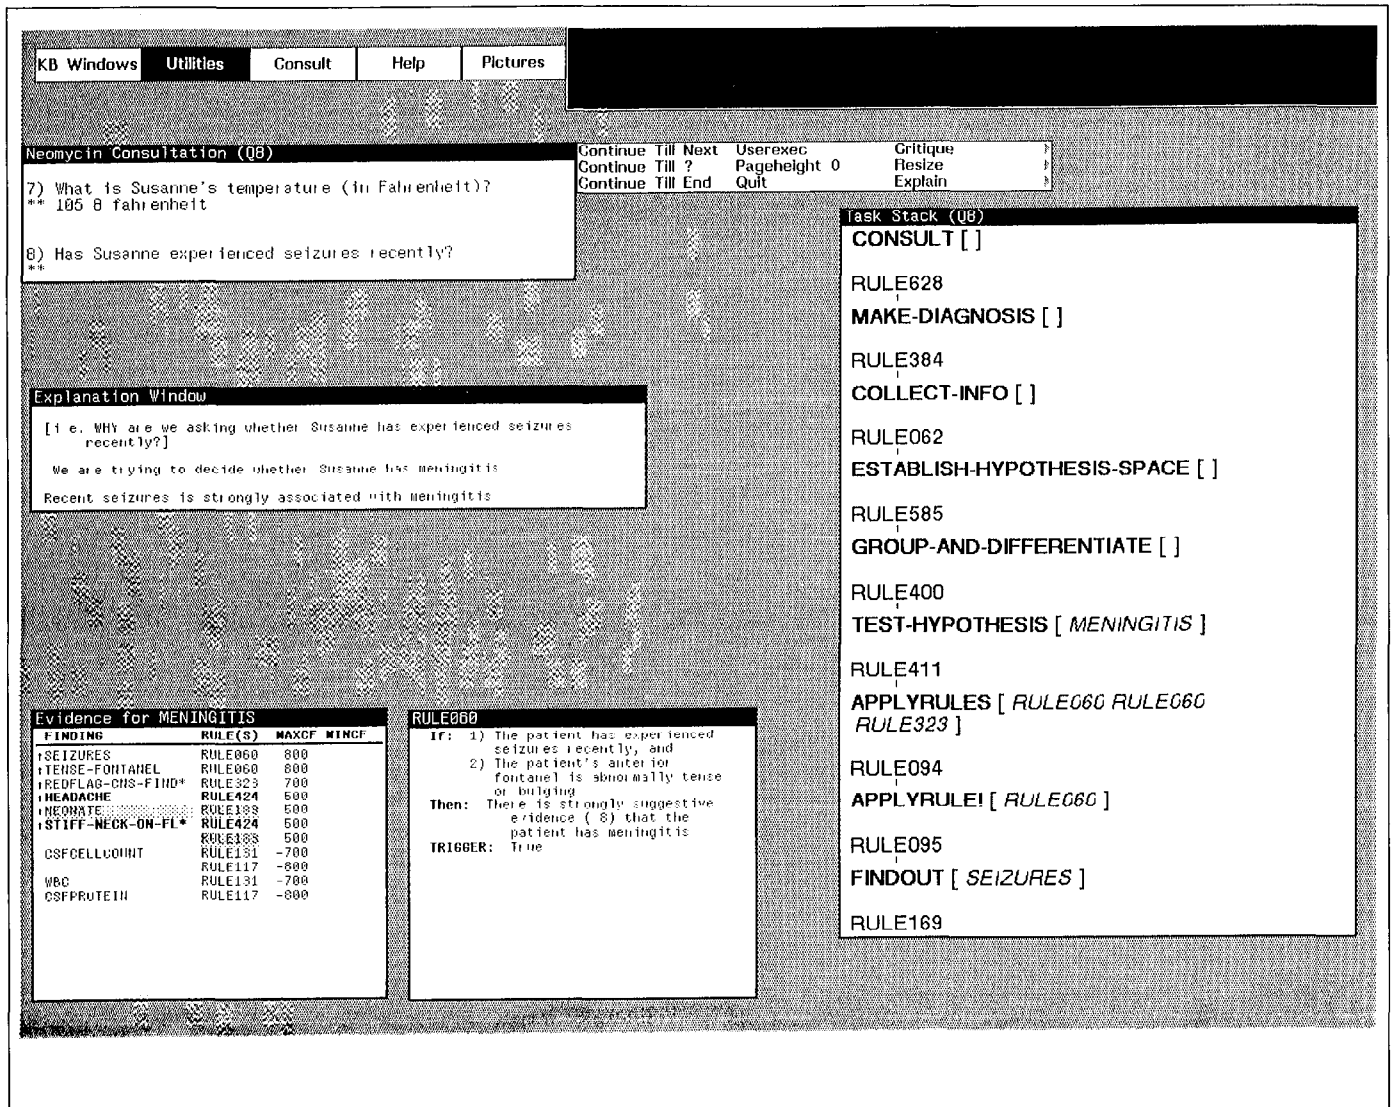 KB Windows Utilities Consult Help Pictures
Neomycin Consultation (Q8)
7) What is Susanne's temperature (in Fahrenheit)?
** 105 8 fahrenheit
8) Has Susanne experienced seizures recently?
**
Continue Till Next Userexec Critique
Continue Till ? Pageheight 0 Resize
Continue Till End Quit Explain
Explanation Window
[i e. WHY are we asking whether Susanne has experienced seizures
recently?]
We are trying to decide whether Susanne has meningitis
Recent seizures is strongly associated with meningitis
Evidence for MENINGITIS
FINDING RULE(S) MAXCF MINCF
SEIZURES RULE060 800
TENSE-FONTANEL RULE060 800
REDFLAG-CNS-FIND* RULE323 700
HEADACHE RULE424 500
NEONATE RULE188 500
STIFF-NECK-ON-FL* RULE424 500
RULE188 500
CSFCELLCOUNT RULE131 -700
RULE117 -800
WBC RULE131 -700
CSFPROTEIN RULE117 -800
RULE060
If: 1) The patient has experienced
seizures recently, and
2) The patient's anterior
fontanel is abnormally tense
or bulging
Then: There is strongly suggestive
evidence ( 8) that the
patient has meningitis
TRIGGER: True
Task Stack (Q8)
CONSULT [ ]
RULE628
MAKE-DIAGNOSIS [ ]
RULE384
COLLECT-INFO [ ]
RULE062
ESTABLISH-HYPOTHESIS-SPACE [ ]
RULE585
GROUP-AND-DIFFERENTIATE [ ]
RULE400
TEST-HYPOTHESIS [ MENINGITIS ]
RULE411
APPLYRULES [ RULE060 RULE060
RULE323 ]
RULE094
APPLYRULE! [ RULE060 ]
RULE095
FINDOUT [ SEIZURES ]
RULE169